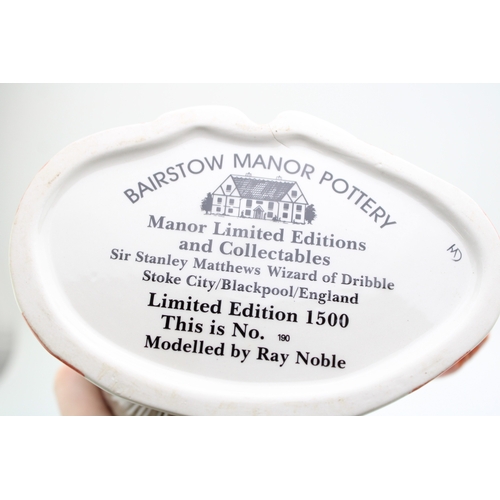 BAIRSTOW MANOR POTTERY
Manor Limited Editions
and Collectables
Sir Stanley Matthews Wizard of Dribble
Stoke City/Blackpool/England
Limited Edition 1500
This is No. 190
Modelled by Ray Noble